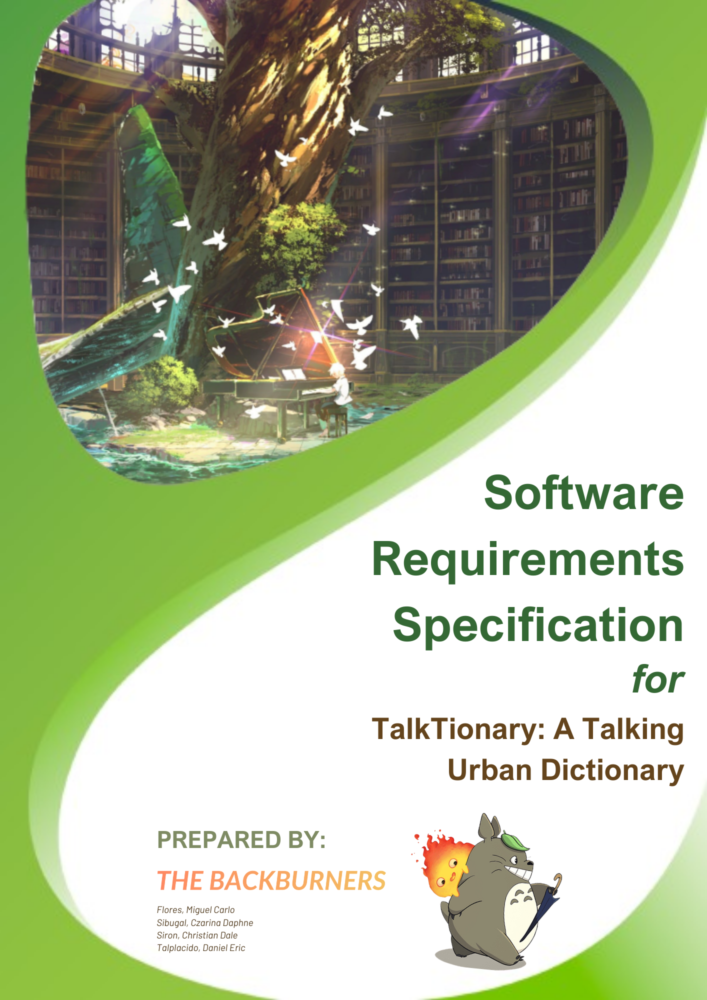 Software
Requirements
Specification
for
TalkTionary: A Talking
Urban Dictionary
PREPARED BY:
THE BACKBURNERS
Flores, Miguel Carlo
Sibugal, Czarina Daphne
Siron, Christian Dale
Talplacido, Daniel Eric